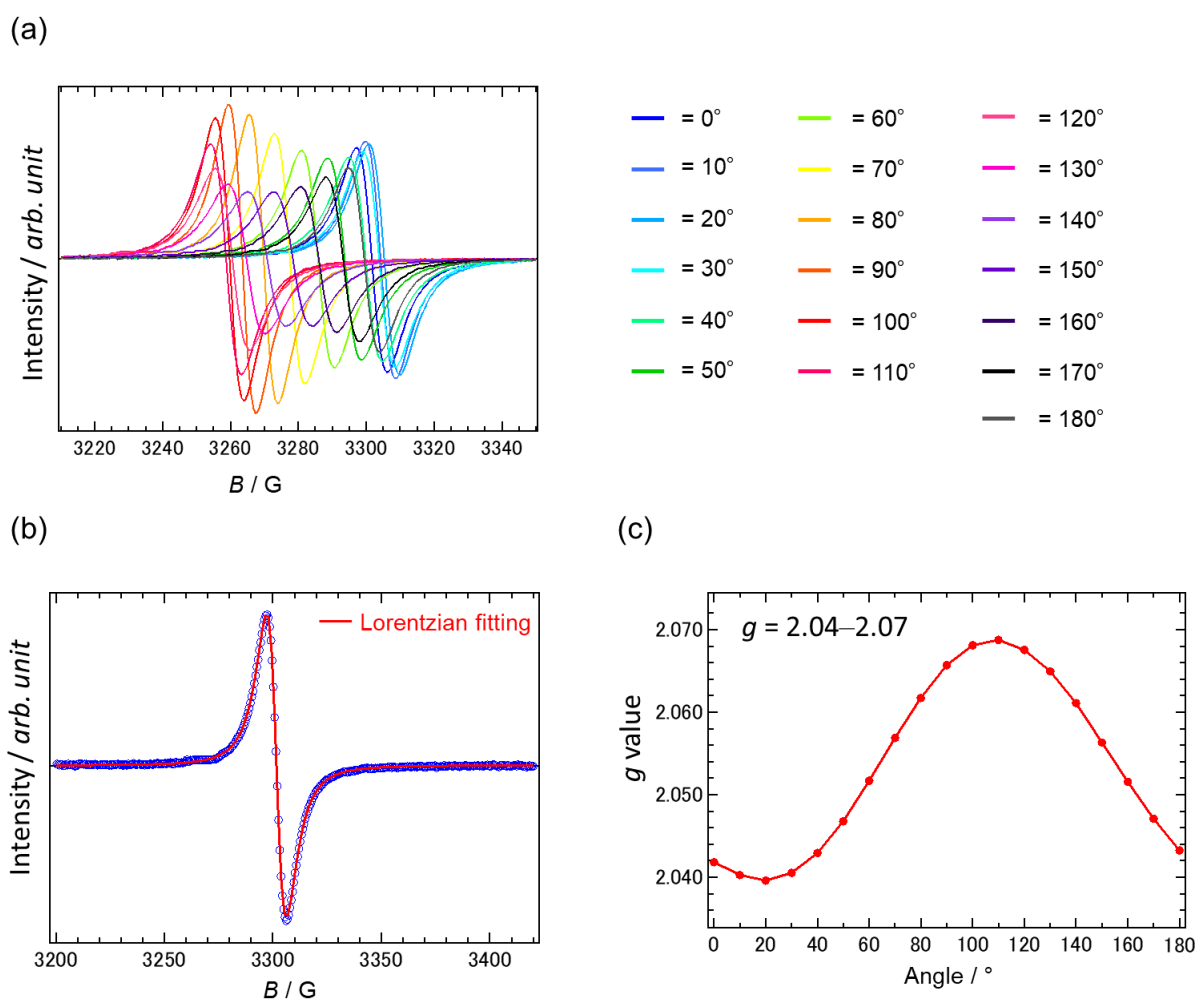 (a)
Intensity / arb. unit
3220 3240 3260 3280 3300 3320 3340
B / G
= 0° = 60° = 120°
= 10° = 70° = 130°
= 20° = 80° = 140°
= 30° = 90° = 150°
= 40° = 100° = 160°
= 50° = 110° = 170°
= 180°
(b)
Intensity / arb. unit
Lorentzian fitting
3200 3250 3300 3350 3400
B / G
(c)
g value
g = 2.04–2.07
2.070
2.060
2.050
2.040
0 20 40 60 80 100 120 140 160 180
Angle / °